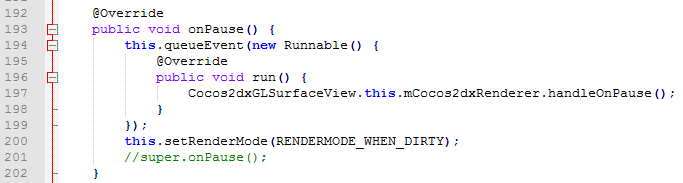 192 @Override
193 public void onPause() {
194 this.queueEvent(new Runnable() {
195 @Override
196 public void run() {
197 Cocos2dxGLSurfaceView.this.mCocos2dxRenderer.handleOnPause();
198 }
199 });
200 this.setRenderMode(RENDERMODE_WHEN_DIRTY);
201 //super.onPause();
202 }